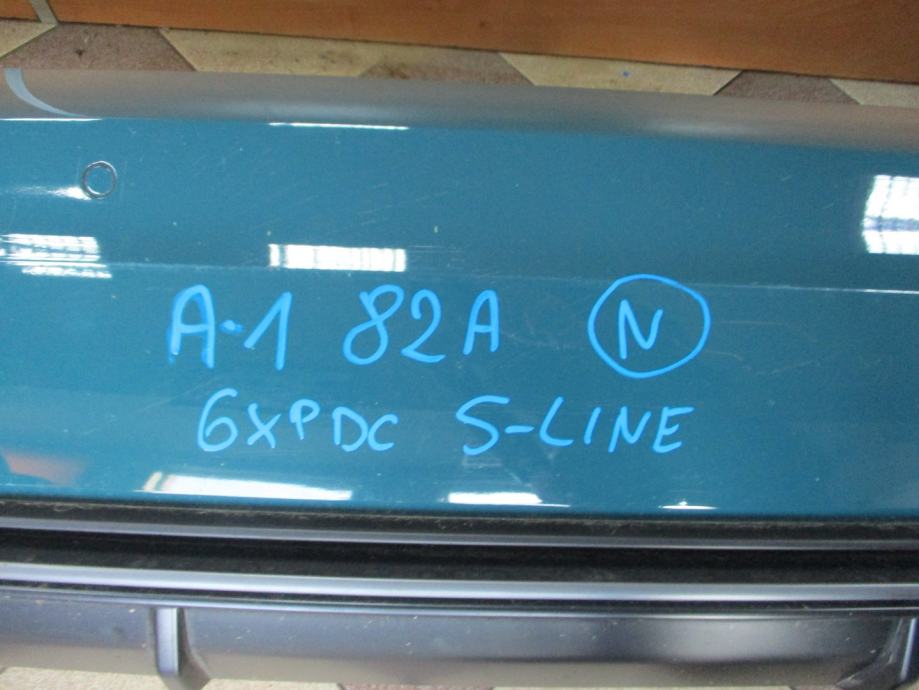 A-1 82A N
6XPDC S-LINE